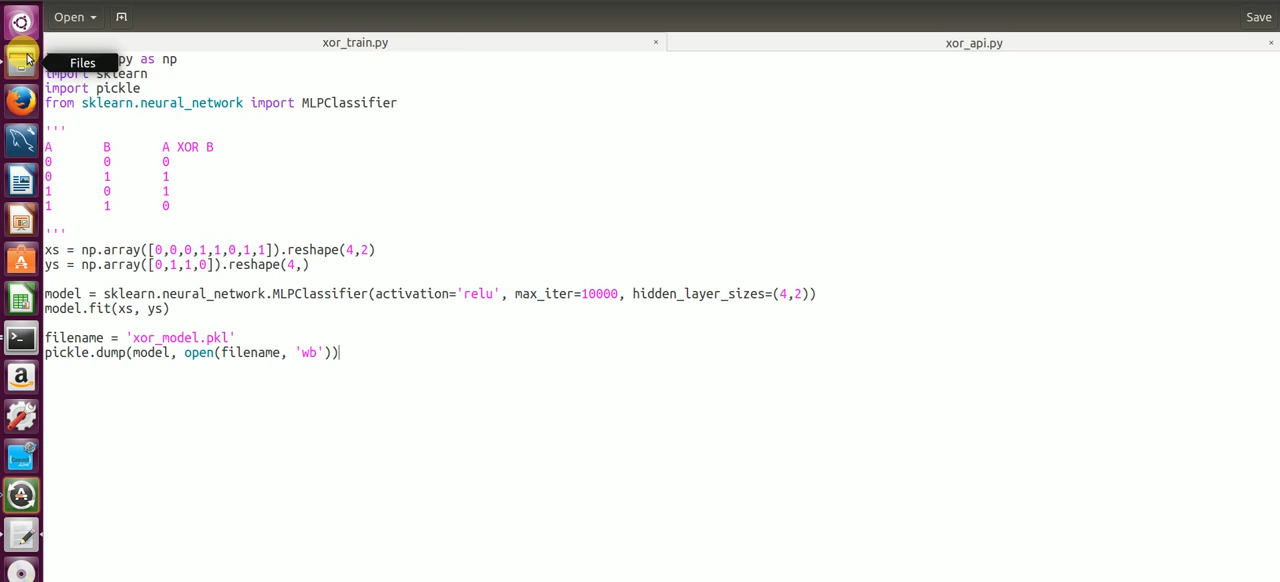 Open
Save
xor_train.py × xor_api.py ×
Files
py as np
import sklearn
import pickle
from sklearn.neural_network import MLPClassifier
'''
A B A XOR B
0 0 0
0 1 1
1 0 1
1 1 0
'''
xs = np.array([0,0,0,1,1,0,1,1]).reshape(4,2)
ys = np.array([0,1,1,0]).reshape(4,)
model = sklearn.neural_network.MLPClassifier(activation='relu', max_iter=10000, hidden_layer_sizes=(4,2))
model.fit(xs, ys)
filename = 'xor_model.pkl'
pickle.dump(model, open(filename, 'wb'))